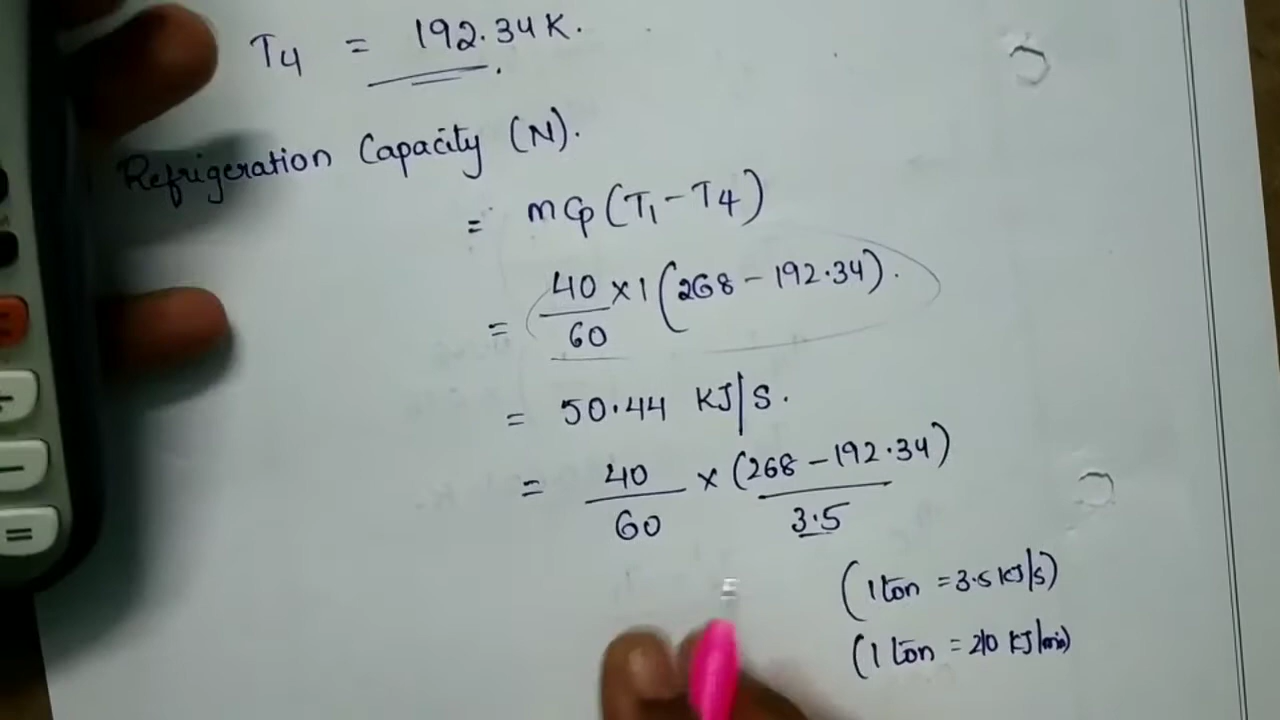 T4 = 192.34K.
Refrigeration Capacity (N).
= mCp(T1-T4)
= 40/60 ×1 (268-192.34).
= 50.44 KJ/S.
= 40/60 × (268-192.34)/3.5
(1 ton = 3.5 KJ/s)
(1 ton = 210 KJ/min)
÷
-
=